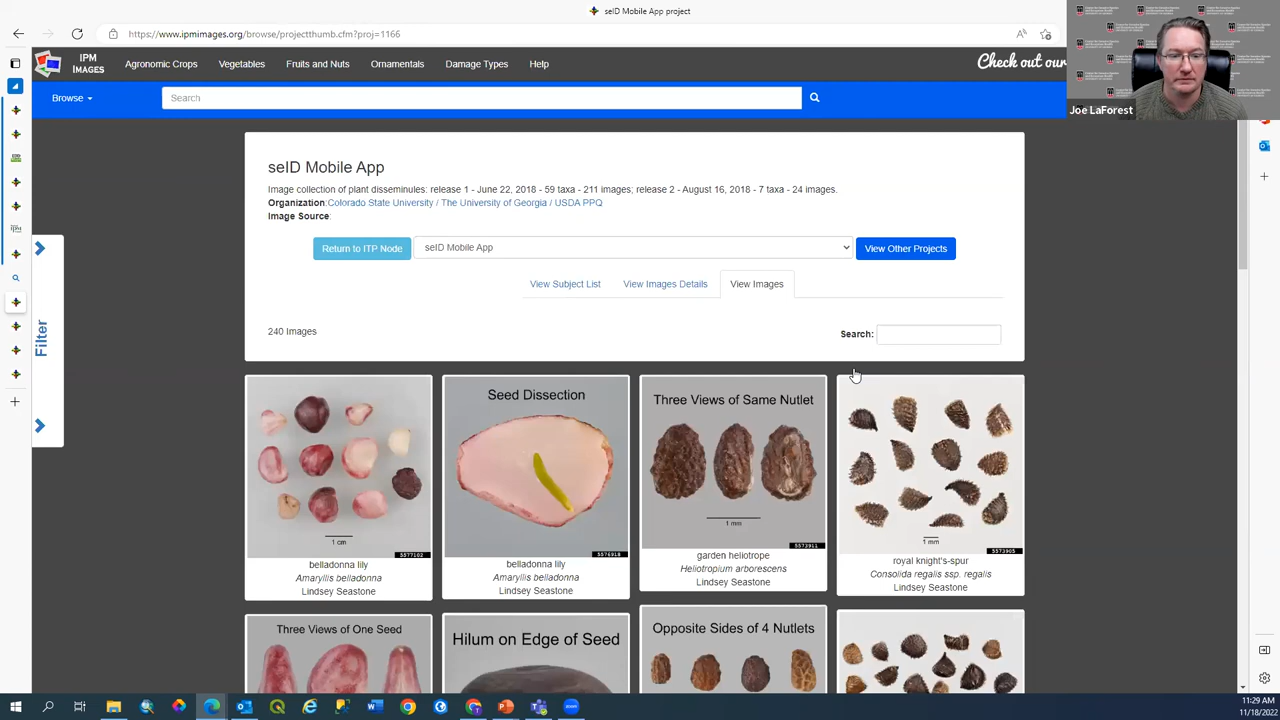 seID Mobile App project
https://www.ipmimages.org/browse/projectthumb.cfm?proj=1166
IPM IMAGES
Agronomic Crops
Vegetables
Fruits and Nuts
Ornamentals
Damage Types
Help
Check out our
Joe LaForest
Browse
Search
seID Mobile App
Image collection of plant disseminules: release 1 - June 22, 2018 - 59 taxa - 211 images; release 2 - August 16, 2018 - 7 taxa - 24 images.
Organization:Colorado State University / The University of Georgia / USDA PPQ
Image Source:
Return to ITP Node
seID Mobile App
View Other Projects
View Subject List
View Images Details
View Images
240 Images
Search:
Filter
1 cm
5577102
belladonna lily
Amaryllis belladonna
Lindsey Seastone
Seed Dissection
5576918
belladonna lily
Amaryllis belladonna
Lindsey Seastone
Three Views of Same Nutlet
1 mm
5573911
garden heliotrope
Heliotropium arborescens
Lindsey Seastone
1 mm
5573905
royal knight's-spur
Consolida regalis ssp. regalis
Lindsey Seastone
Three Views of One Seed
Hilum on Edge of Seed
Opposite Sides of 4 Nutlets
11:29 AM
11/18/2022